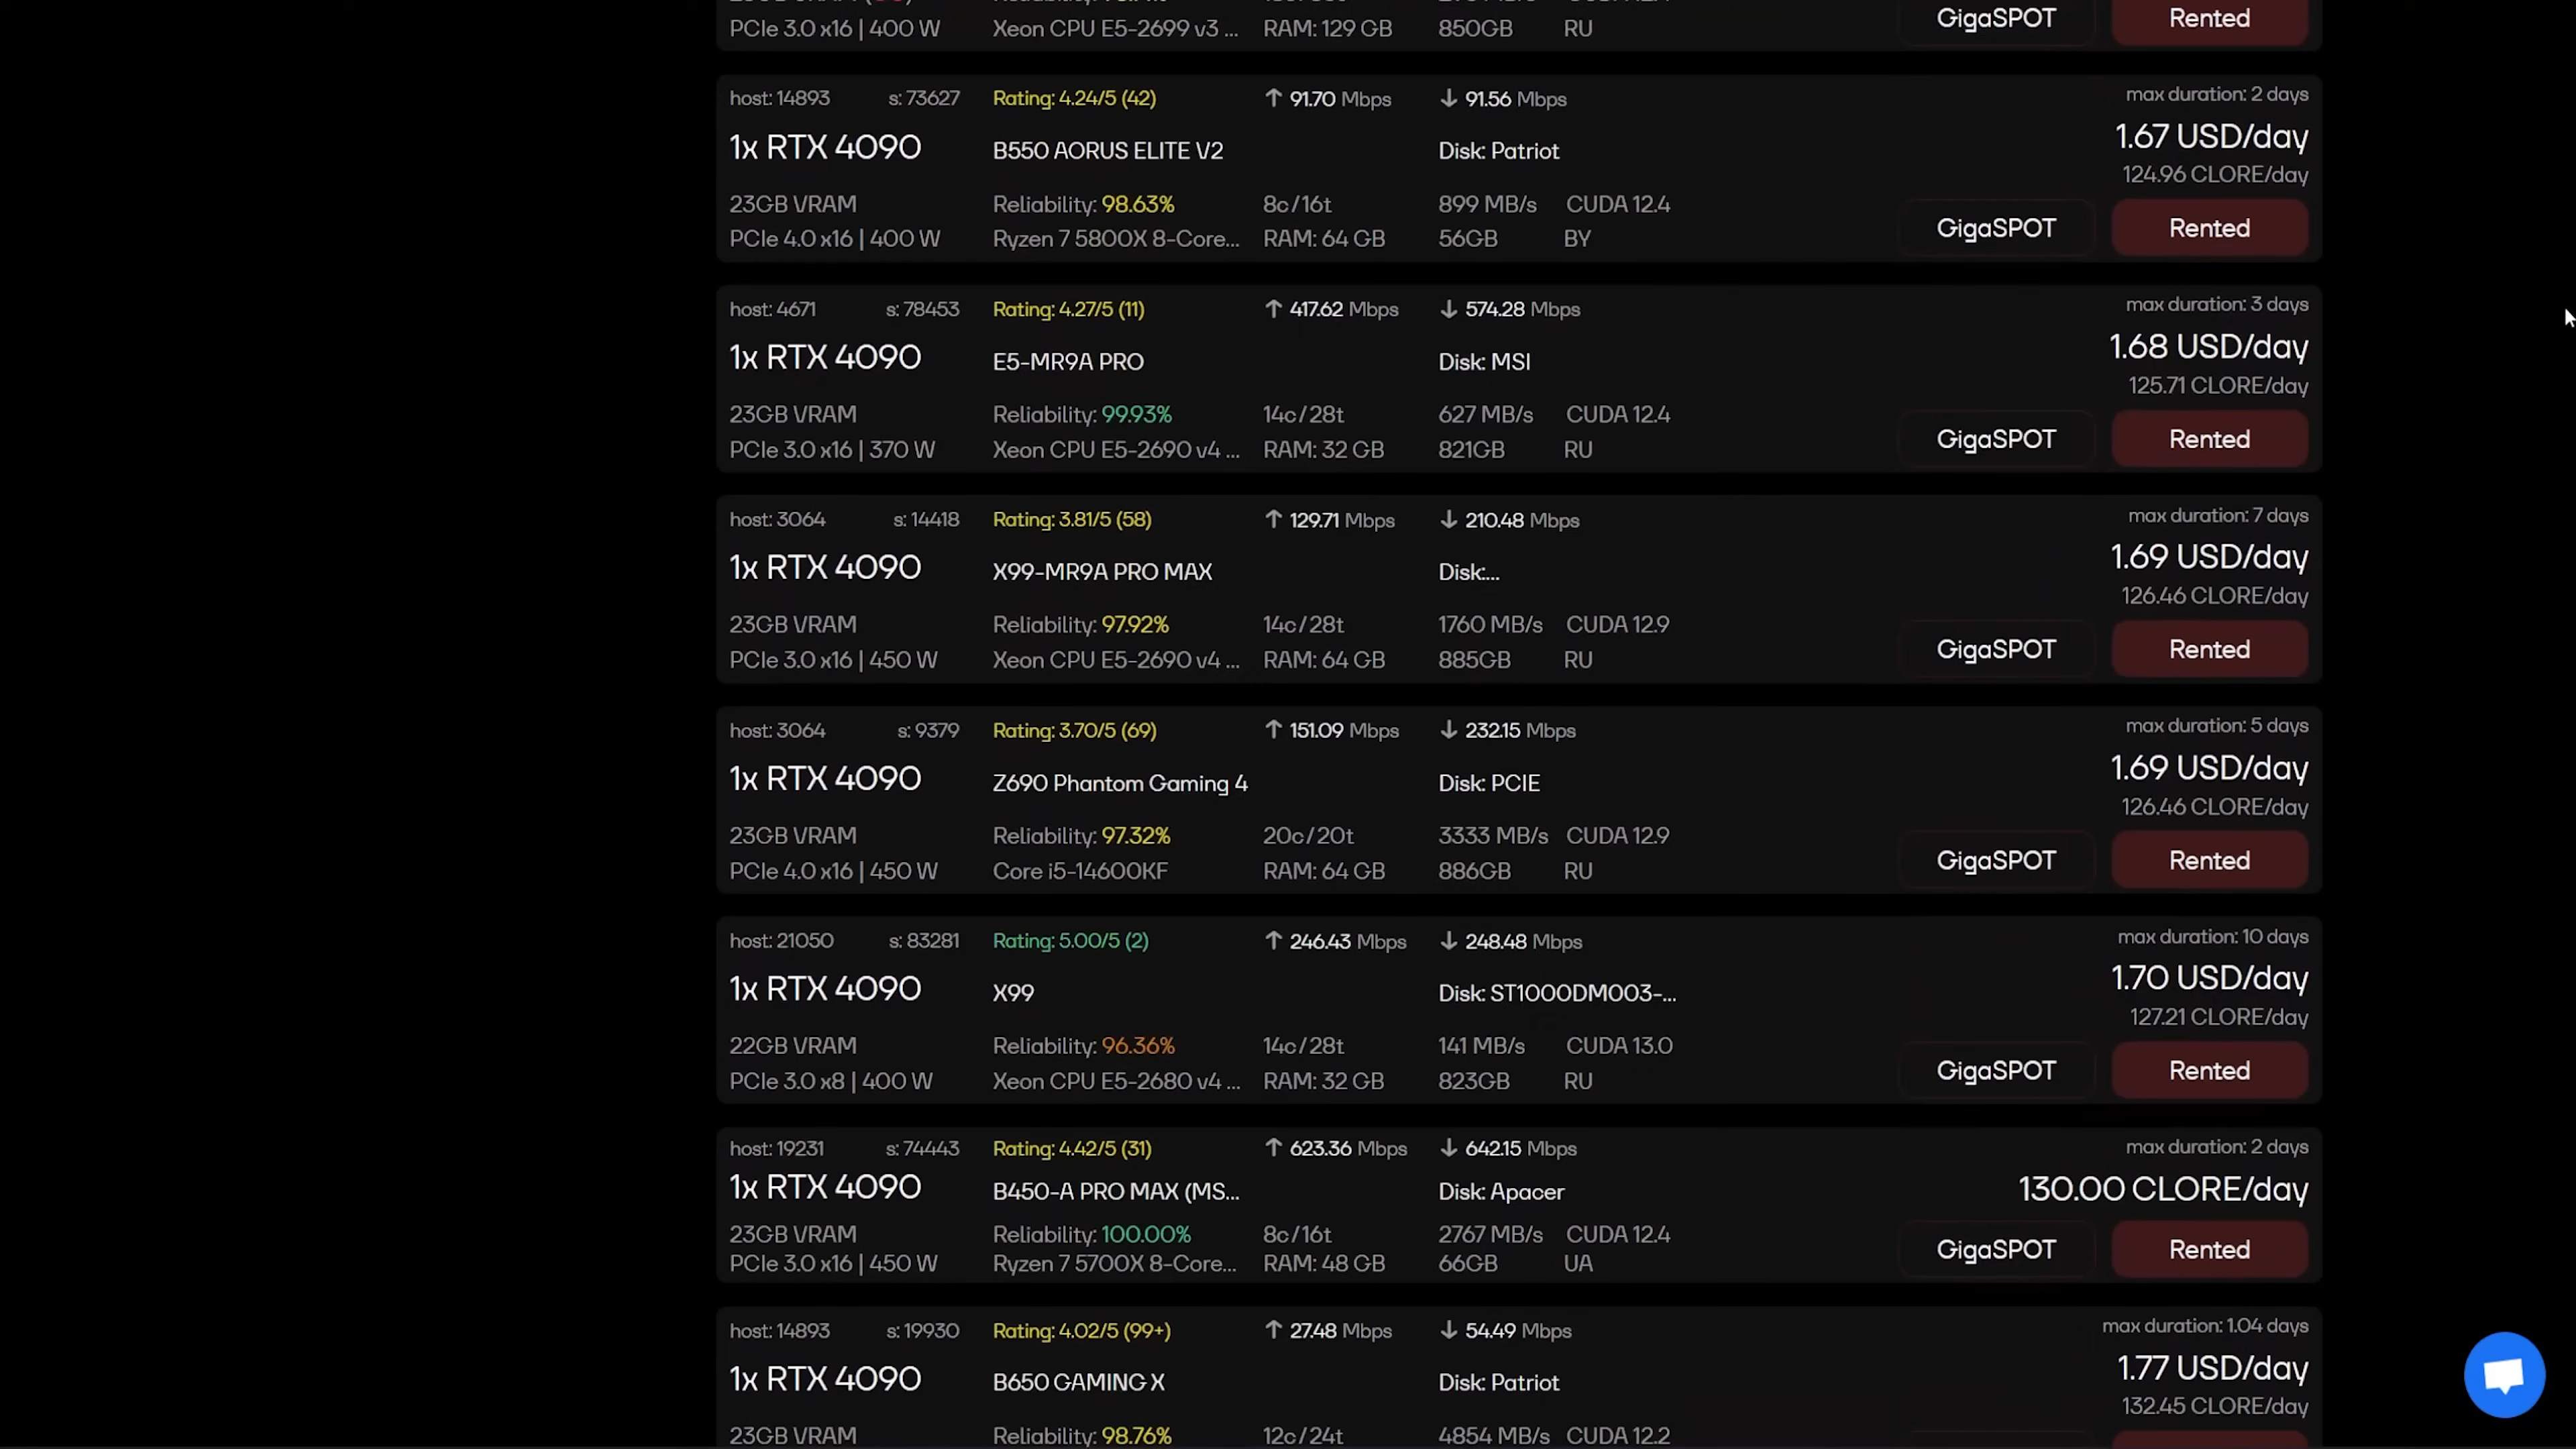 PCIe 3.0 x16 | 400 W Xeon CPU E5-2699 v3 ... RAM: 129 GB 850GB RU GigaSPOT Rented
host: 14893 s: 73627 Rating: 4.24/5 (42) ↑ 91.70 Mbps ↓ 91.56 Mbps max duration: 2 days
1x RTX 4090 B550 AORUS ELITE V2 Disk: Patriot 1.67 USD/day
124.96 CLORE/day
23GB VRAM Reliability: 98.63% 8c/16t 899 MB/s CUDA 12.4
PCIe 4.0 x16 | 400 W Ryzen 7 5800X 8-Core... RAM: 64 GB 56GB BY GigaSPOT Rented
host: 4671 s: 78453 Rating: 4.27/5 (11) ↑ 417.62 Mbps ↓ 574.28 Mbps max duration: 3 days
1x RTX 4090 E5-MR9A PRO Disk: MSI 1.68 USD/day
125.71 CLORE/day
23GB VRAM Reliability: 99.93% 14c/28t 627 MB/s CUDA 12.4
PCIe 3.0 x16 | 370 W Xeon CPU E5-2690 v4 ... RAM: 32 GB 821GB RU GigaSPOT Rented
host: 3064 s: 14418 Rating: 3.81/5 (58) ↑ 129.71 Mbps ↓ 210.48 Mbps max duration: 7 days
1x RTX 4090 X99-MR9A PRO MAX Disk:... 1.69 USD/day
126.46 CLORE/day
23GB VRAM Reliability: 97.92% 14c/28t 1760 MB/s CUDA 12.9
PCIe 3.0 x16 | 450 W Xeon CPU E5-2690 v4 ... RAM: 64 GB 885GB RU GigaSPOT Rented
host: 3064 s: 9379 Rating: 3.70/5 (69) ↑ 151.09 Mbps ↓ 232.15 Mbps max duration: 5 days
1x RTX 4090 Z690 Phantom Gaming 4 Disk: PCIE 1.69 USD/day
126.46 CLORE/day
23GB VRAM Reliability: 97.32% 20c/20t 3333 MB/s CUDA 12.9
PCIe 4.0 x16 | 450 W Core i5-14600KF RAM: 64 GB 886GB RU GigaSPOT Rented
host: 21050 s: 83281 Rating: 5.00/5 (2) ↑ 246.43 Mbps ↓ 248.48 Mbps max duration: 10 days
1x RTX 4090 X99 Disk: ST1000DM003-... 1.70 USD/day
127.21 CLORE/day
22GB VRAM Reliability: 96.36% 14c/28t 141 MB/s CUDA 13.0
PCIe 3.0 x8 | 400 W Xeon CPU E5-2680 v4 ... RAM: 32 GB 823GB RU GigaSPOT Rented
host: 19231 s: 74443 Rating: 4.42/5 (31) ↑ 623.36 Mbps ↓ 642.15 Mbps max duration: 2 days
1x RTX 4090 B450-A PRO MAX (MS... Disk: Apacer 130.00 CLORE/day
23GB VRAM Reliability: 100.00% 8c/16t 2767 MB/s CUDA 12.4
PCIe 3.0 x16 | 450 W Ryzen 7 5700X 8-Core... RAM: 48 GB 66GB UA GigaSPOT Rented
host: 14893 s: 19930 Rating: 4.02/5 (99+) ↑ 27.48 Mbps ↓ 54.49 Mbps max duration: 1.04 days
1x RTX 4090 B650 GAMING X Disk: Patriot 1.77 USD/day
132.45 CLORE/day
23GB VRAM Reliability: 98.76% 12c/24t 4854 MB/s CUDA 12.2